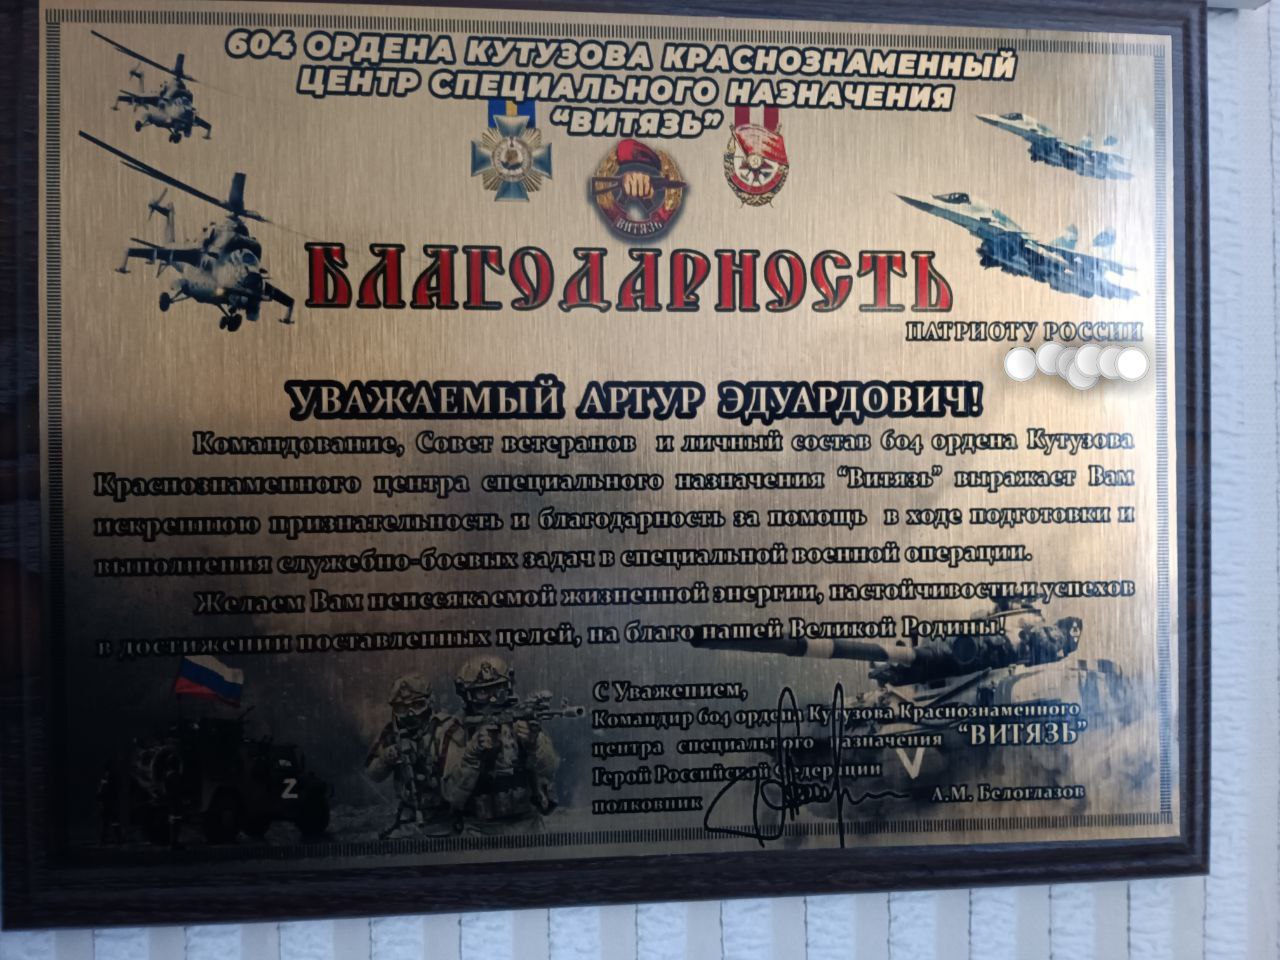 604 ОРДЕНА КУТУЗОВА КРАСНОЗНАМЕННЫЙ
ЦЕНТР СПЕЦИАЛЬНОГО НАЗНАЧЕНИЯ
“ВИТЯЗЬ”
ВИТЯЗЬ
БЛАГОДАРНОСТЬ
ПАТРИОТУ РОССИИ
УВАЖАЕМЫЙ АРТУР ЭДУАРДОВИЧ!
Командование, Совет ветеранов и личный состав 604 ордена Кутузова
Краснознаменного центра специального назначения “Витязь” выражает Вам
искреннюю признательность и благодарность за помощь в ходе подготовки и
выполнения служебно-боевых задач в специальной военной операции.
Желаем Вам неиссякаемой жизненной энергии, настойчивости и успехов
в достижении поставленных целей, на благо нашей Великой Родины!
С Уважением,
Командир 604 ордена Кутузова Краснознаменного
центра специального назначения “ВИТЯЗЬ”
Герой Российской Федерации
полковник А.М. Белоглазов
Z
V